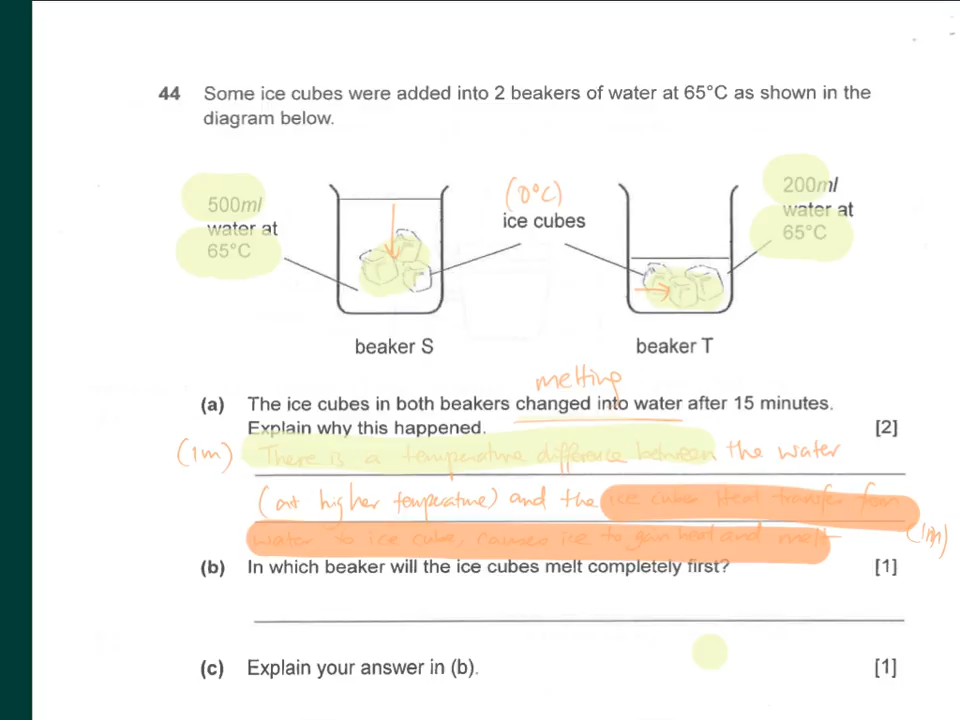 44 Some ice cubes were added into 2 beakers of water at 65°C as shown in the
diagram below.
500ml
water at
65°C
(0°C)
ice cubes
200ml
water at
65°C
beaker S
beaker T
melting
(a) The ice cubes in both beakers changed into water after 15 minutes.
Explain why this happened. [2]
(1m) There is a temperature difference between the water
(at higher temperature) and the ice cubes Heat transfer from
water to ice cube, causes ice to gain heat and melt (1m)
(b) In which beaker will the ice cubes melt completely first? [1]
(c) Explain your answer in (b). [1]